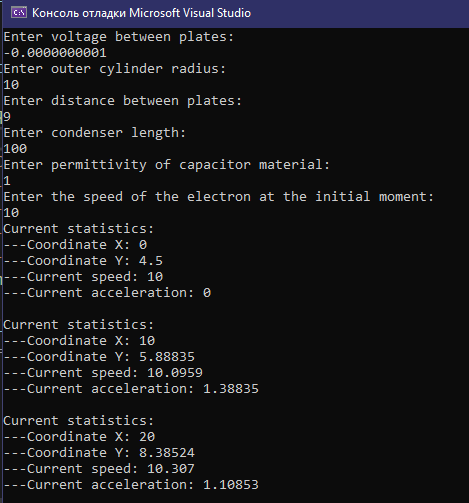 Консоль отладки Microsoft Visual Studio
Enter voltage between plates:
-0.0000000001
Enter outer cylinder radius:
10
Enter distance between plates:
9
Enter condenser length:
100
Enter permittivity of capacitor material:
1
Enter the speed of the electron at the initial moment:
10
Current statistics:
---Coordinate X: 0
---Coordinate Y: 4.5
---Current speed: 10
---Current acceleration: 0
Current statistics:
---Coordinate X: 10
---Coordinate Y: 5.88835
---Current speed: 10.0959
---Current acceleration: 1.38835
Current statistics:
---Coordinate X: 20
---Coordinate Y: 8.38524
---Current speed: 10.307
---Current acceleration: 1.10853